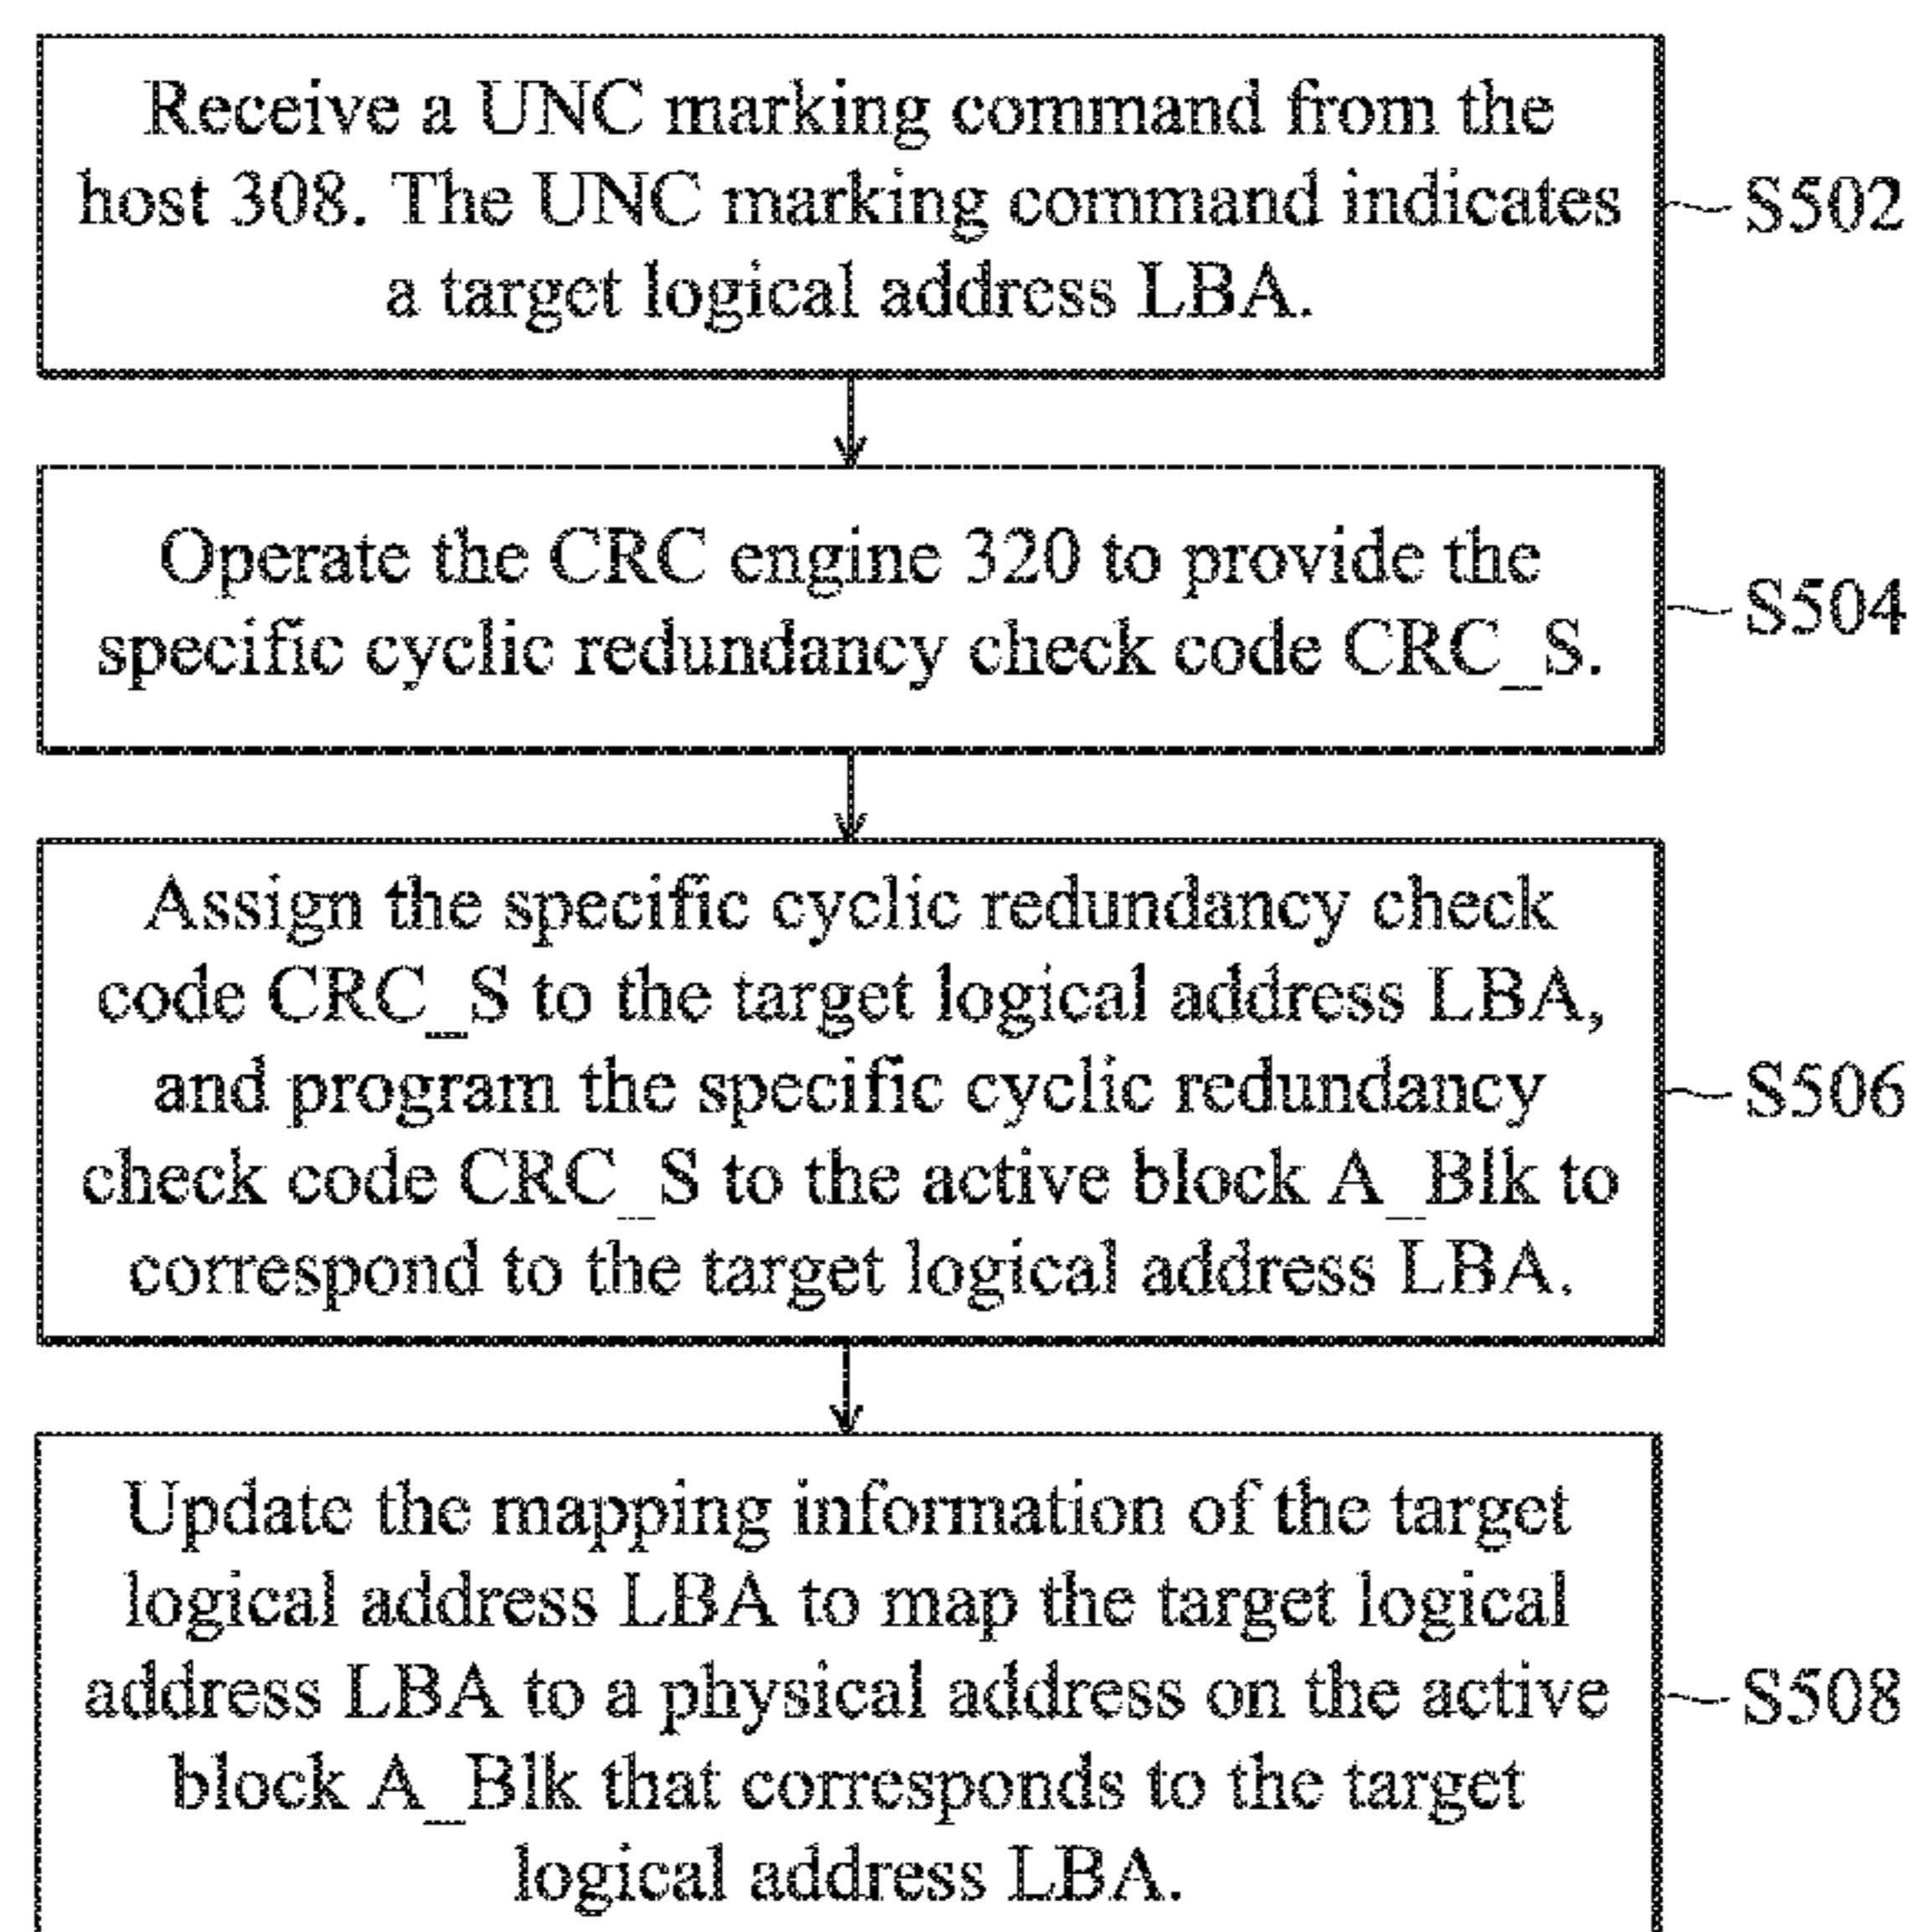 Receive a UNC marking command from the
host 308. The UNC marking command indicates
a target logical address LBA.
S502
Operate the CRC engine 320 to provide the
specific cyclic redundancy check code CRC_S.
S504
Assign the specific cyclic redundancy check
code CRC_S to the target logical address LBA,
and program the specific cyclic redundancy
check code CRC_S to the active block A_Blk to
correspond to the target logical address LBA.
S506
Update the mapping information of the target
logical address LBA to map the target logical
address LBA to a physical address on the active
block A_Blk that corresponds to the target
logical address LBA.
S508